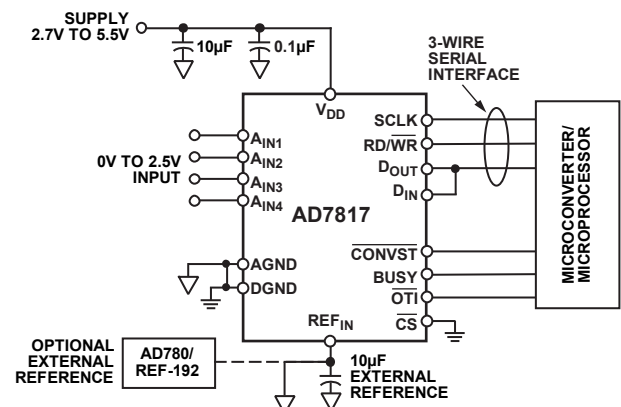 SUPPLY
2.7V TO 5.5V
10µF
0.1µF
3-WIRE
SERIAL
INTERFACE
VDD
SCLK
RD/WR
DOUT
DIN
AIN1
AIN2
AIN3
AIN4
0V TO 2.5V
INPUT
AD7817
MICROCONVERTER/
MICROPROCESSOR
CONVST
BUSY
OTI
CS
AGND
DGND
REFIN
OPTIONAL
EXTERNAL
REFERENCE
AD780/
REF-192
10µF
EXTERNAL
REFERENCE